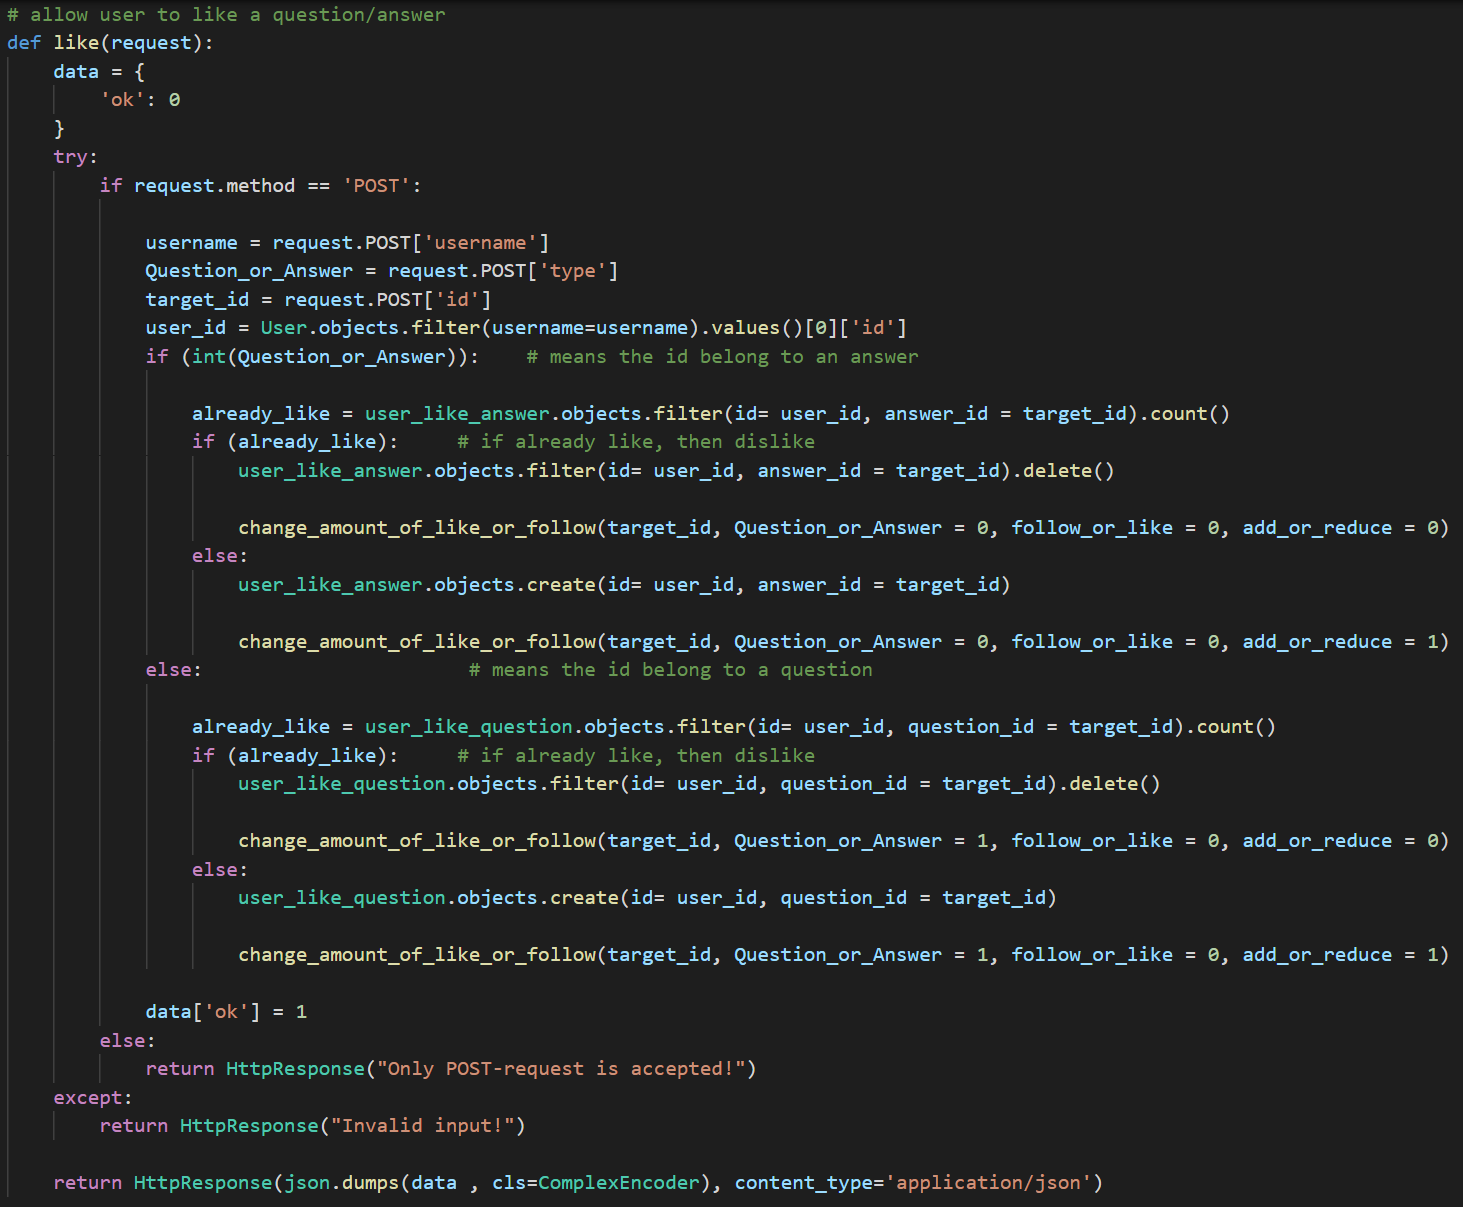 # allow user to like a question/answer
def like(request):
    data = {
        'ok': 0
    }
    try:
        if request.method == 'POST':

            username = request.POST['username']
            Question_or_Answer = request.POST['type']
            target_id = request.POST['id']
            user_id = User.objects.filter(username=username).values()[0]['id']
            if (int(Question_or_Answer)):    # means the id belong to an answer

                already_like = user_like_answer.objects.filter(id= user_id, answer_id = target_id).count()
                if (already_like):     # if already like, then dislike
                    user_like_answer.objects.filter(id= user_id, answer_id = target_id).delete()

                    change_amount_of_like_or_follow(target_id, Question_or_Answer = 0, follow_or_like = 0, add_or_reduce = 0)
                else:
                    user_like_answer.objects.create(id= user_id, answer_id = target_id)

                    change_amount_of_like_or_follow(target_id, Question_or_Answer = 0, follow_or_like = 0, add_or_reduce = 1)
            else:                       # means the id belong to a question

                already_like = user_like_question.objects.filter(id= user_id, question_id = target_id).count()
                if (already_like):     # if already like, then dislike
                    user_like_question.objects.filter(id= user_id, question_id = target_id).delete()

                    change_amount_of_like_or_follow(target_id, Question_or_Answer = 1, follow_or_like = 0, add_or_reduce = 0)
                else:
                    user_like_question.objects.create(id= user_id, question_id = target_id)

                    change_amount_of_like_or_follow(target_id, Question_or_Answer = 1, follow_or_like = 0, add_or_reduce = 1)

            data['ok'] = 1
        else:
            return HttpResponse("Only POST-request is accepted!")
    except:
        return HttpResponse("Invalid input!")

    return HttpResponse(json.dumps(data , cls=ComplexEncoder), content_type='application/json')